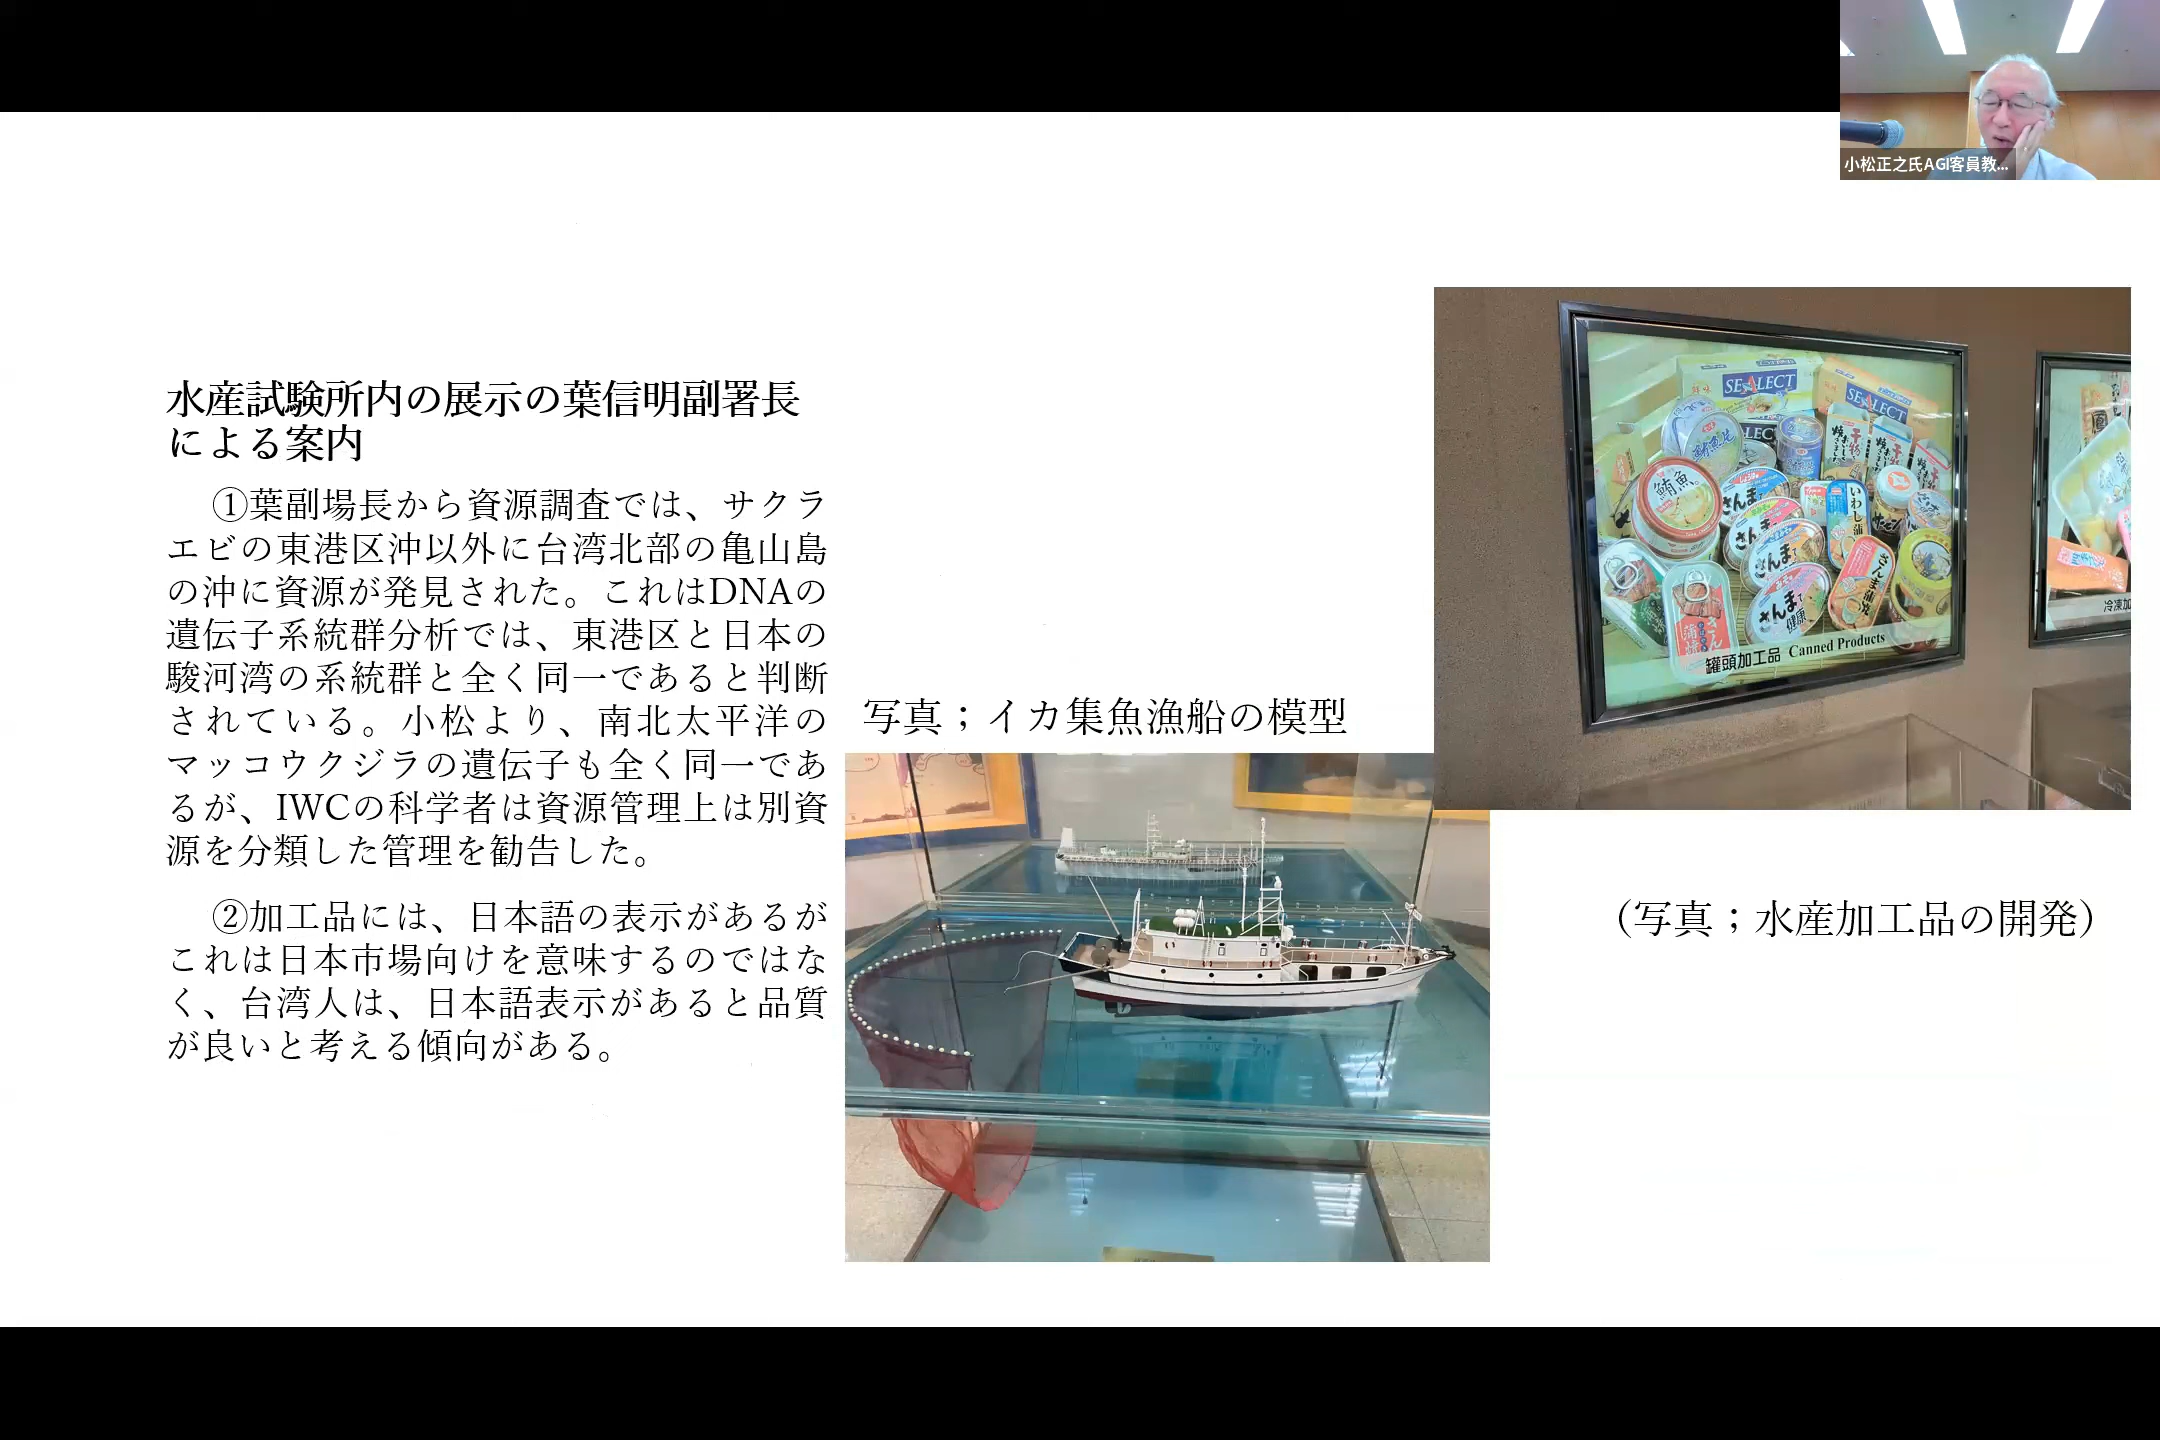 小松正之氏AGI客員教...
水産試験所内の展示の葉信明副署長
による案内
①葉副場長から資源調査では、サクラ
エビの東港区沖以外に台湾北部の亀山島
の沖に資源が発見された。これはDNAの
遺伝子系統群分析では、東港区と日本の
駿河湾の系統群と全く同一であると判断
されている。小松より、南北太平洋の
マッコウクジラの遺伝子も全く同一であ
るが、IWCの科学者は資源管理上は別資
源を分類した管理を勧告した。
②加工品には、日本語の表示があるが
これは日本市場向けを意味するのではな
く、台湾人は、日本語表示があると品質
が良いと考える傾向がある。
写真；イカ集魚漁船の模型
SEALECT
SEALECT
鮪魚
さんま
さんま
さんまで
健康
いわし蒲
さんま蒲焼
罐頭加工品 Canned Products
冷凍加
（写真；水産加工品の開発）